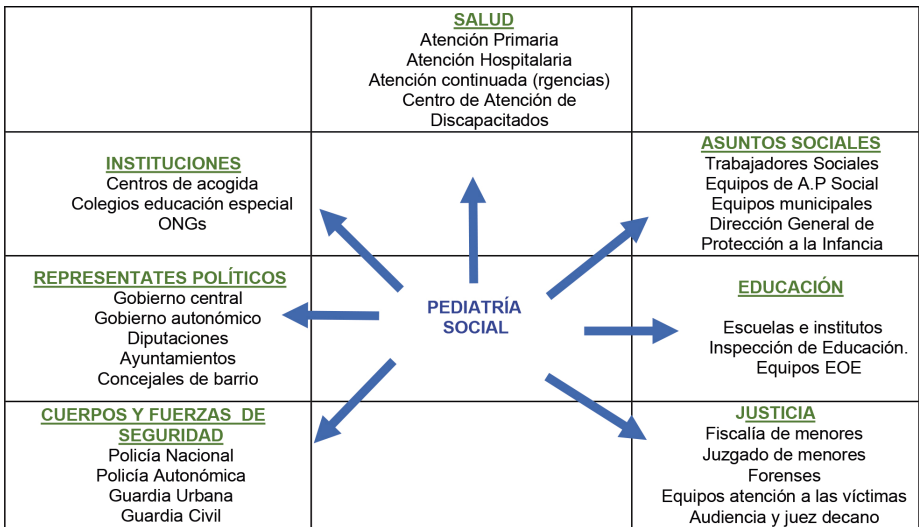 SALUD
Atención Primaria
Atención Hospitalaria
Atención continuada (rgencias)
Centro de Atención de
Discapacitados
INSTITUCIONES
Centros de acogida
Colegios educación especial
ONGs
ASUNTOS SOCIALES
Trabajadores Sociales
Equipos de A.P Social
Equipos municipales
Dirección General de
Protección a la Infancia
REPRESENTATES POLÍTICOS
Gobierno central
Gobierno autonómico
Diputaciones
Ayuntamientos
Concejales de barrio
PEDIATRÍA
SOCIAL
EDUCACIÓN
Escuelas e institutos
Inspección de Educación.
Equipos EOE
CUERPOS Y FUERZAS DE
SEGURIDAD
Policía Nacional
Policía Autonómica
Guardia Urbana
Guardia Civil
JUSTICIA
Fiscalía de menores
Juzgado de menores
Forenses
Equipos atención a las víctimas
Audiencia y juez decano